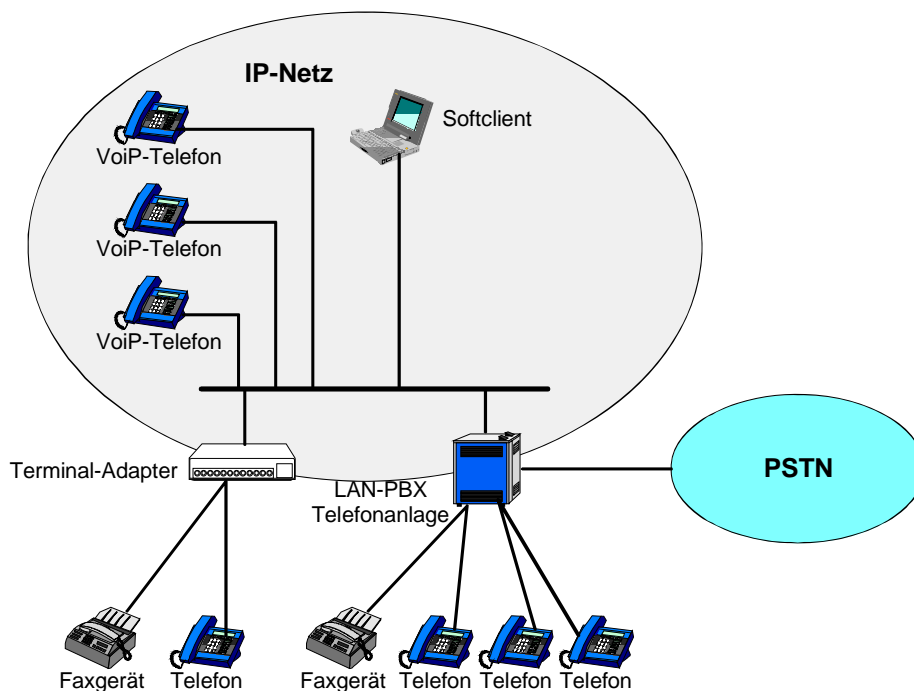 IP-Netz
Softclient
VoiP-Telefon
VoiP-Telefon
VoiP-Telefon
Terminal-Adapter
LAN-PBX
Telefonanlage
PSTN
Faxgerät
Telefon
Faxgerät
Telefon
Telefon
Telefon